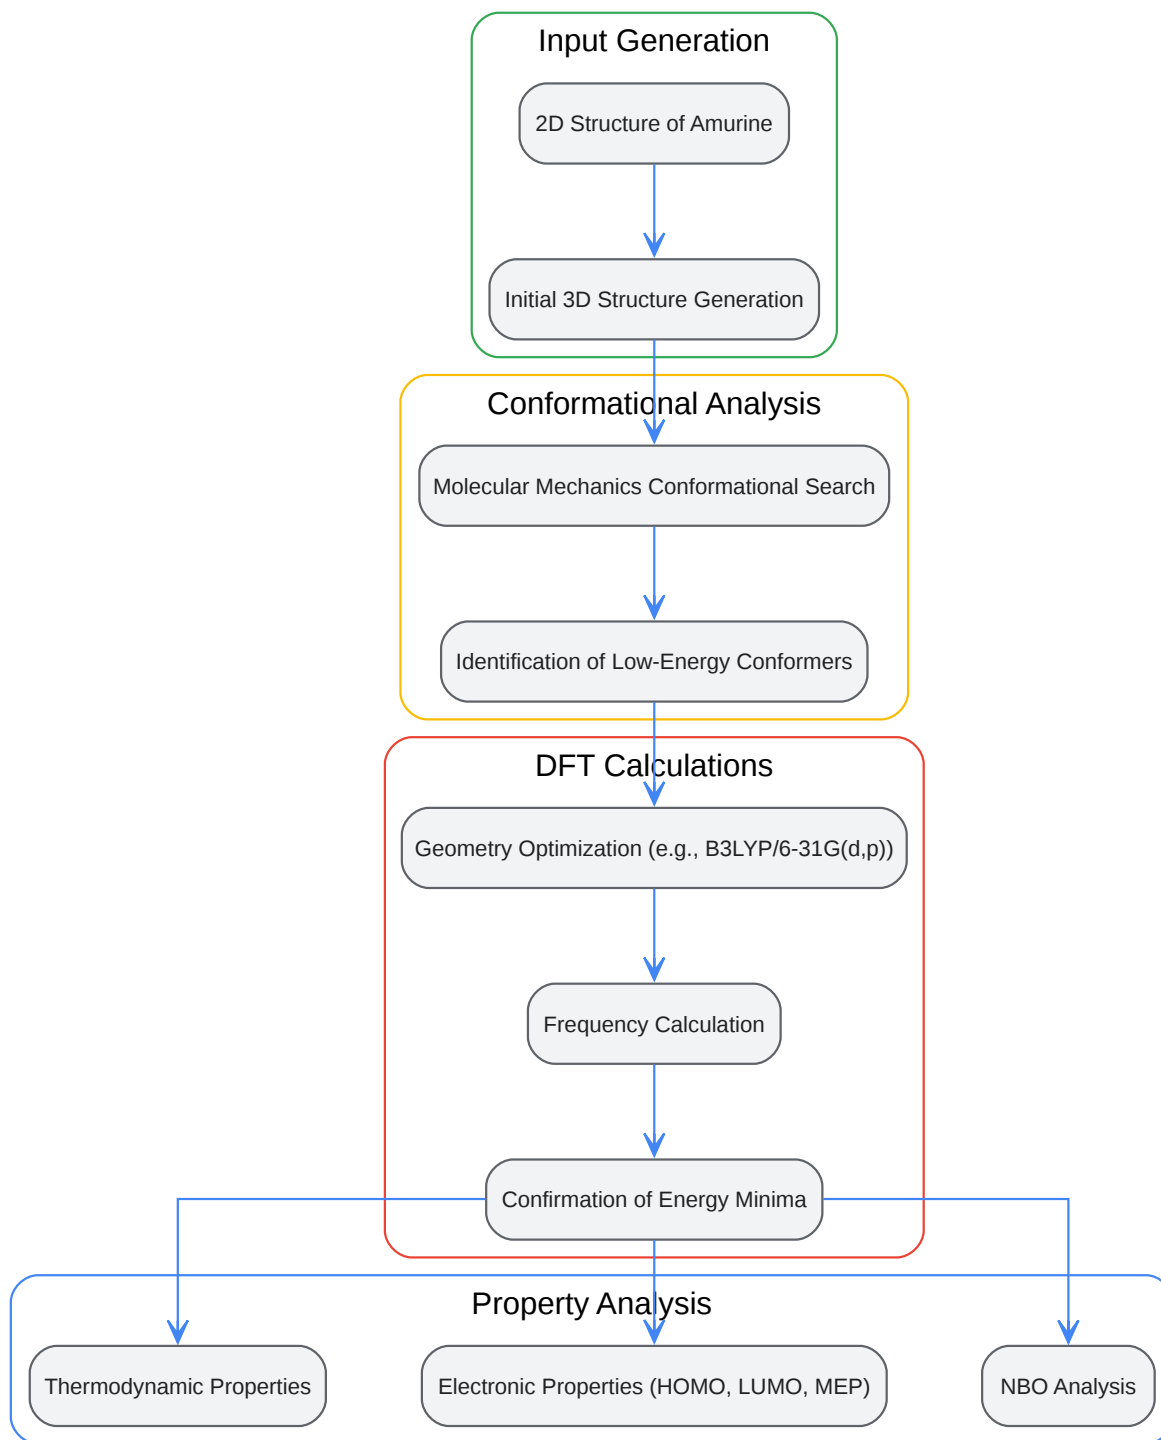 Input Generation
2D Structure of Amurine
Initial 3D Structure Generation
Conformational Analysis
Molecular Mechanics Conformational Search
Identification of Low-Energy Conformers
DFT Calculations
Geometry Optimization (e.g., B3LYP/6-31G(d,p))
Frequency Calculation
Confirmation of Energy Minima
Property Analysis
Thermodynamic Properties
Electronic Properties (HOMO, LUMO, MEP)
NBO Analysis